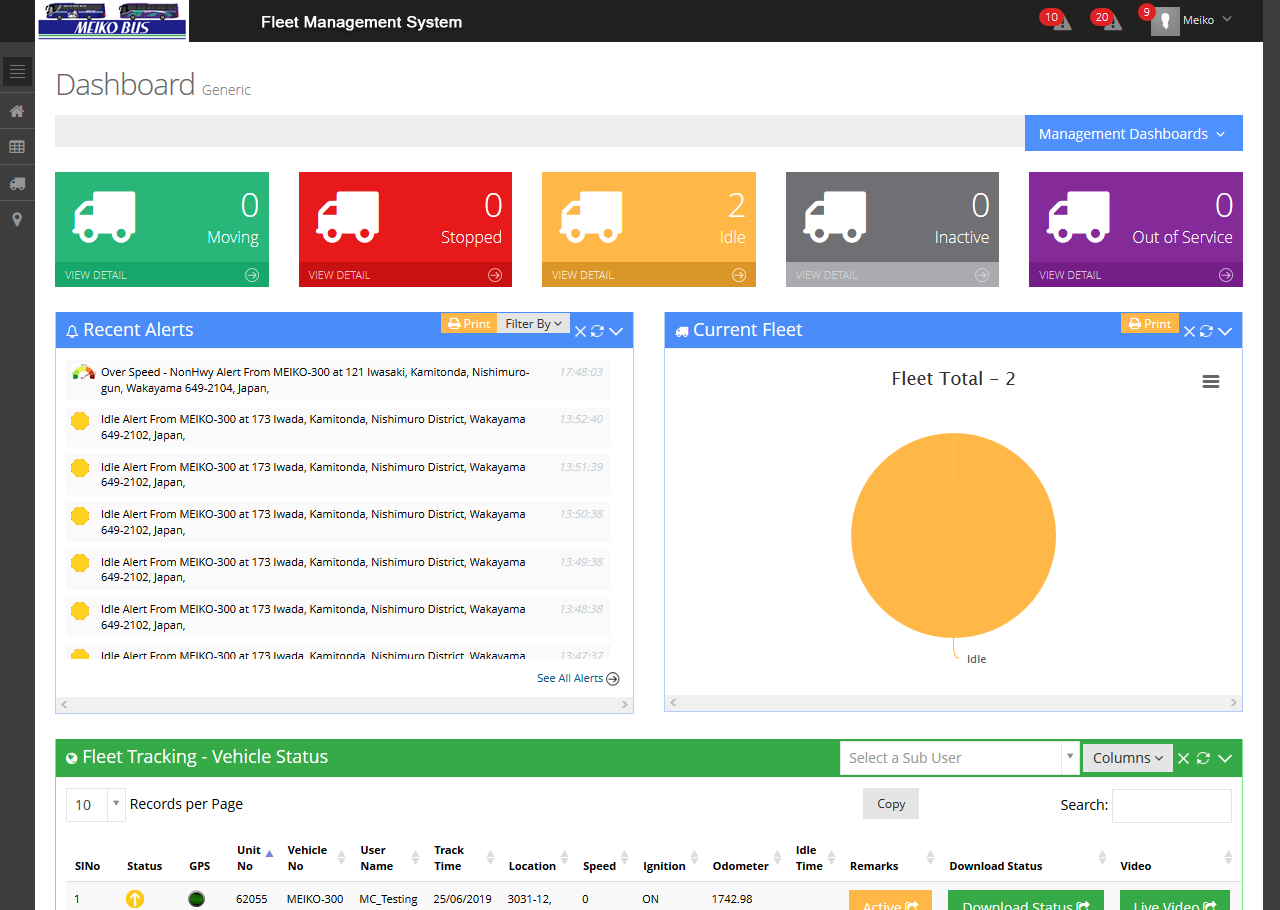 MEIKO BUS
Fleet Management System
10
20
9
Meiko
Dashboard Generic
Management Dashboards
0
Moving
VIEW DETAIL
0
Stopped
VIEW DETAIL
2
Idle
VIEW DETAIL
0
Inactive
VIEW DETAIL
0
Out of Service
VIEW DETAIL
Recent Alerts
Print
Filter By
Over Speed - NonHwy Alert From MEIKO-300 at 121 Iwasaki, Kamitonda, Nishimuro-
gun, Wakayama 649-2104, Japan,
17:48:03
Idle Alert From MEIKO-300 at 173 Iwada, Kamitonda, Nishimuro District, Wakayama
649-2102, Japan,
13:52:40
Idle Alert From MEIKO-300 at 173 Iwada, Kamitonda, Nishimuro District, Wakayama
649-2102, Japan,
13:51:39
Idle Alert From MEIKO-300 at 173 Iwada, Kamitonda, Nishimuro District, Wakayama
649-2102, Japan,
13:50:38
Idle Alert From MEIKO-300 at 173 Iwada, Kamitonda, Nishimuro District, Wakayama
649-2102, Japan,
13:49:38
Idle Alert From MEIKO-300 at 173 Iwada, Kamitonda, Nishimuro District, Wakayama
649-2102, Japan,
13:48:38
Idle Alert From MEIKO-300 at 173 Iwada, Kamitonda, Nishimuro District, Wakayama
13:47:37
See All Alerts
Current Fleet
Print
Fleet Total - 2
Idle
Fleet Tracking - Vehicle Status
Select a Sub User
Columns
10
Records per Page
Copy
Search:
SlNo
Status
GPS
Unit
No
Vehicle
No
User
Name
Track
Time
Location
Speed
Ignition
Odometer
Idle
Time
Remarks
Download Status
Video
1
62055
MEIKO-300
MC_Testing
25/06/2019
3031-12,
0
ON
1742.98
Active
Download Status
Live Video